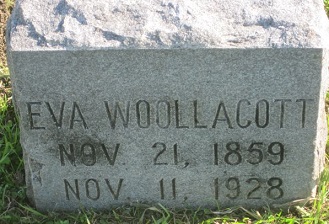 EVA WOOLLACOTT
NOV. 21, 1859
NOV. 11, 1928